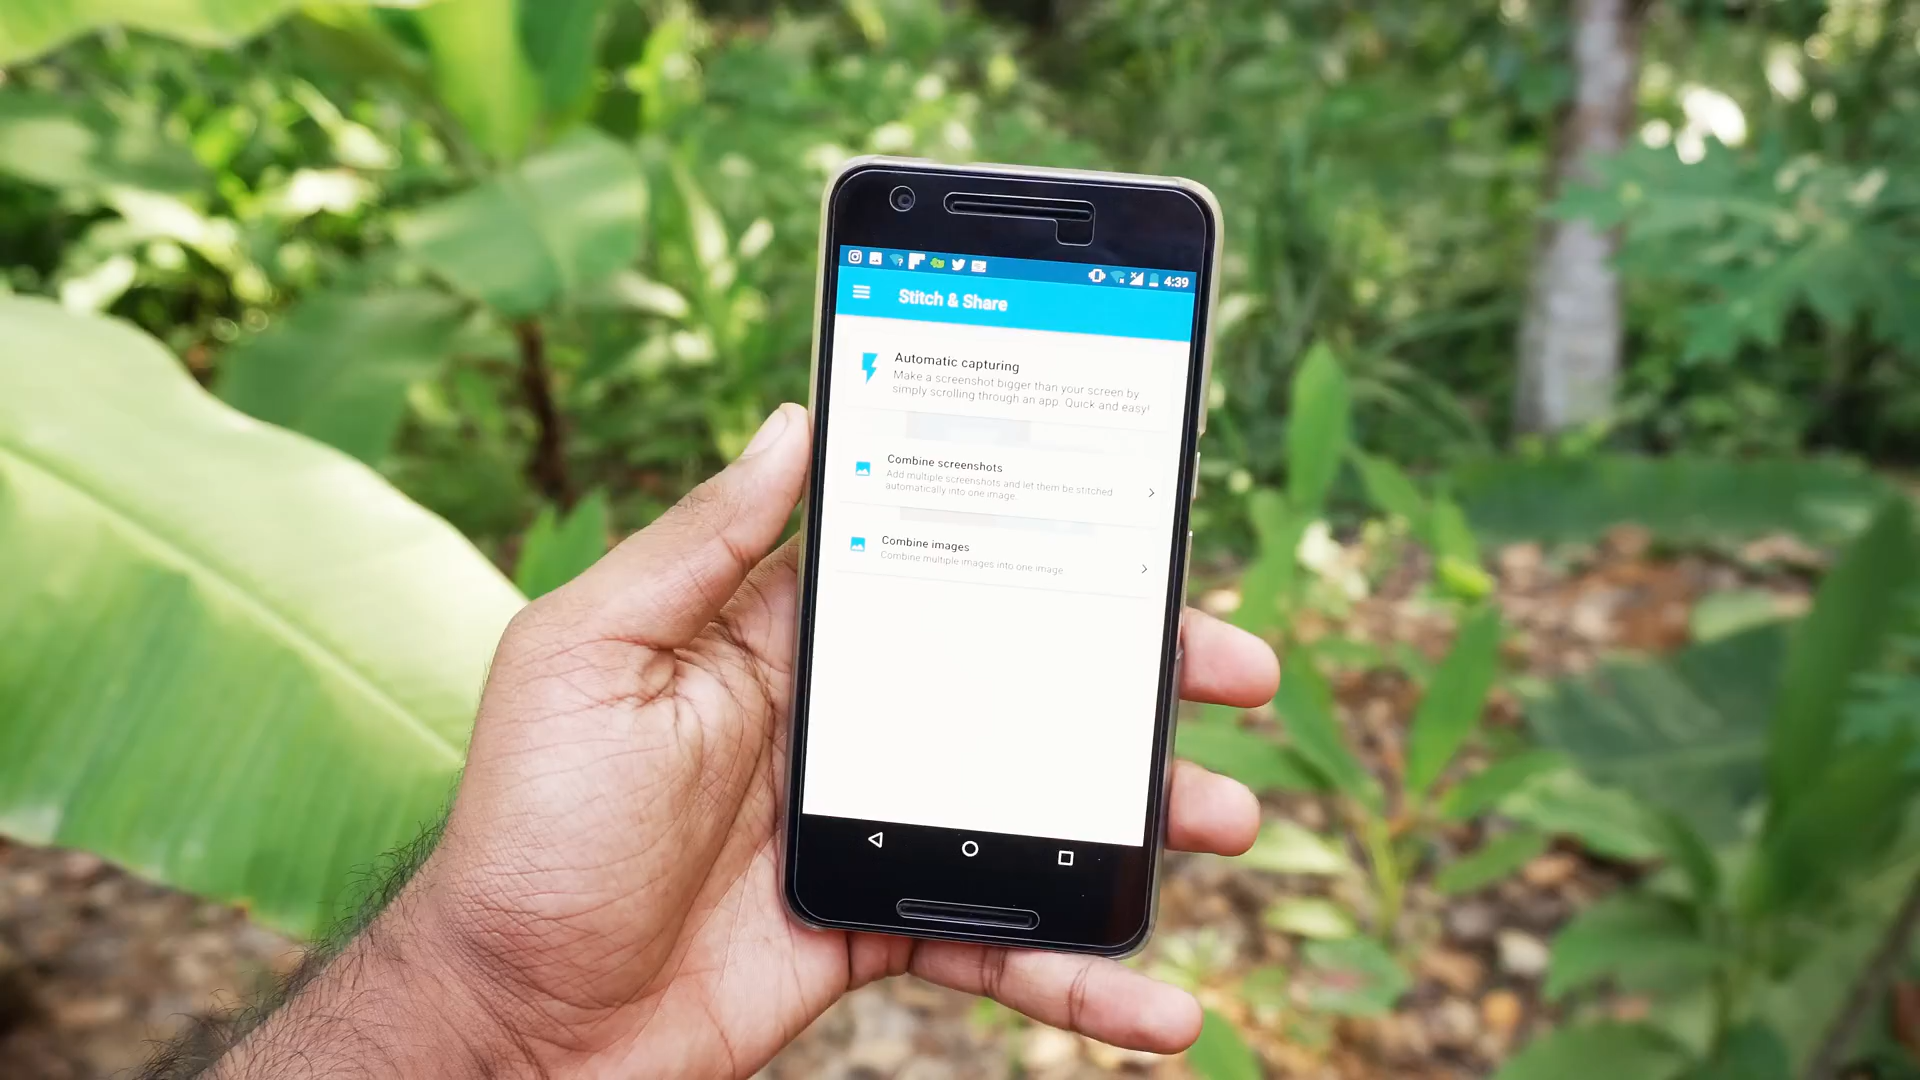 4:39
Stitch & Share
Automatic capturing
Make a screenshot bigger than your screen by
simply scrolling through an app. Quick and easy!
Combine screenshots
Add multiple screenshots and let them be stitched
automatically into one image.
Combine images
Combine multiple images into one image.